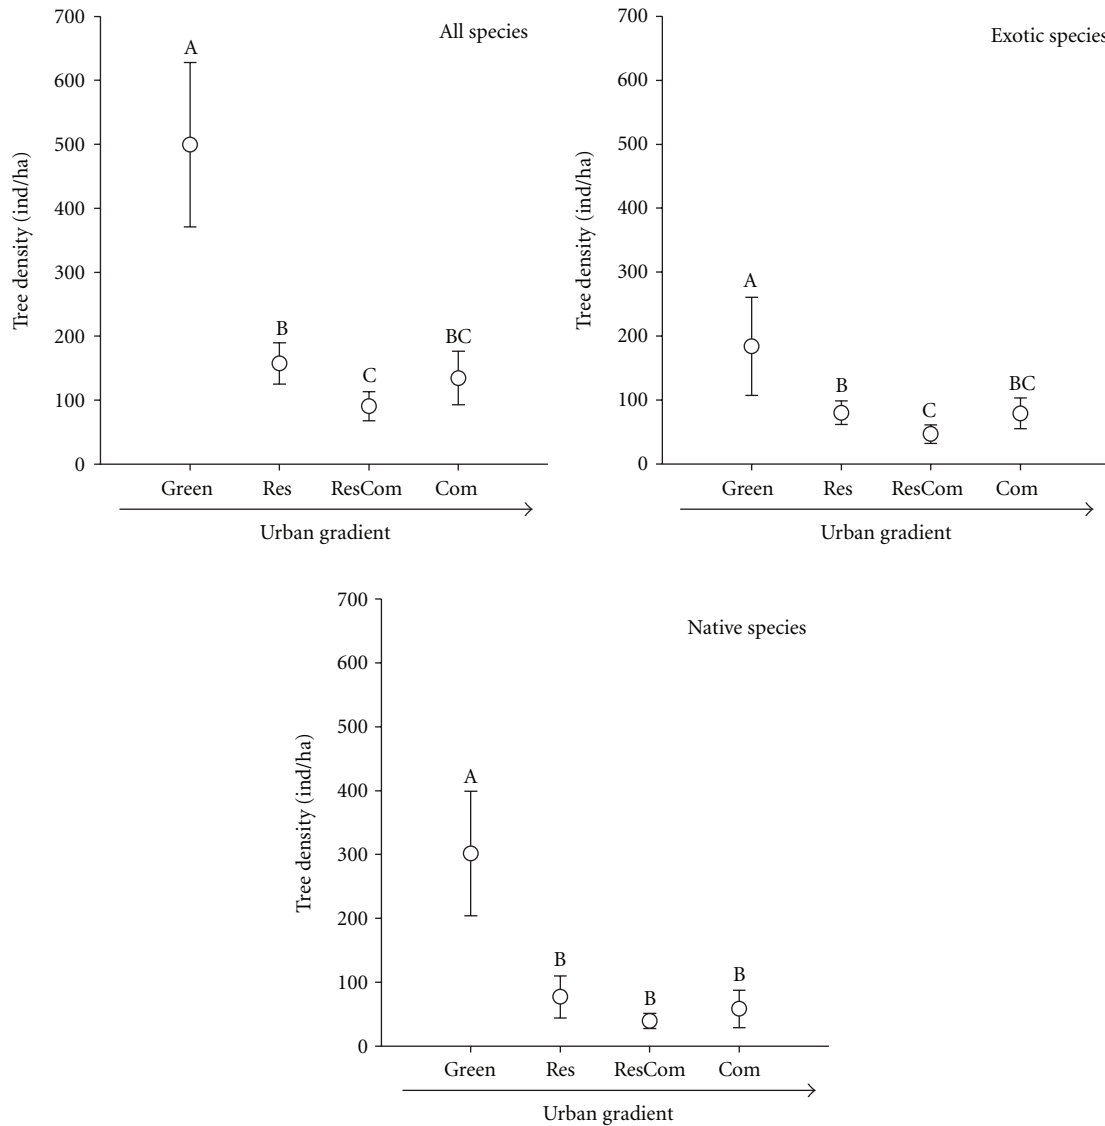 All species
Tree density (ind/ha)
700
600
500
400
300
200
100
0
A
B
C
BC
Green Res ResCom Com
Urban gradient
Exotic species
Tree density (ind/ha)
700
600
500
400
300
200
100
0
A
B
C
BC
Green Res ResCom Com
Urban gradient
Native species
Tree density (ind/ha)
700
600
500
400
300
200
100
0
A
B
B
B
Green Res ResCom Com
Urban gradient